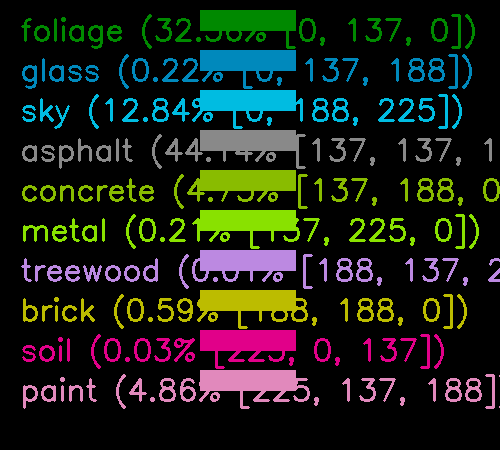 foliage (32.36% [0, 137, 0])
glass (0.22% [0, 137, 188])
sky (12.84% [0, 188, 225])
asphalt (44.14% [137, 137, 1
concrete (4.73% [137, 188, 0
metal (0.21% [137, 225, 0])
treewood (0.01% [188, 137, 2
brick (0.59% [188, 188, 0])
soil (0.03% [225, 0, 137])
paint (4.86% [225, 137, 188])